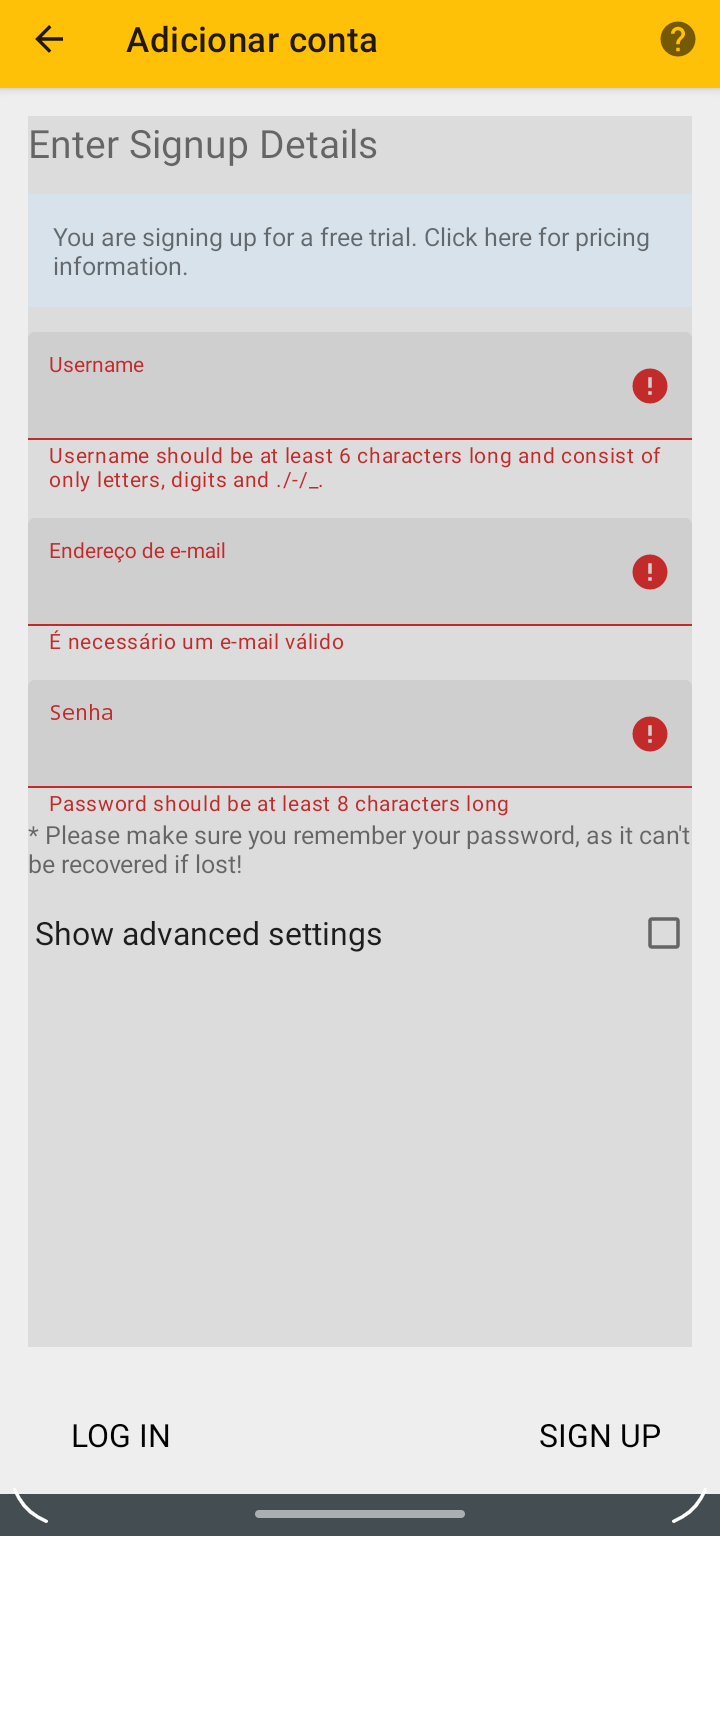 Adicionar conta
Enter Signup Details
You are signing up for a free trial. Click here for pricing
information.
Username
Username should be at least 6 characters long and consist of
only letters, digits and ./-/_.
Endereço de e-mail
É necessário um e-mail válido
Senha
Password should be at least 8 characters long
* Please make sure you remember your password, as it can't
be recovered if lost!
Show advanced settings
LOG IN
SIGN UP